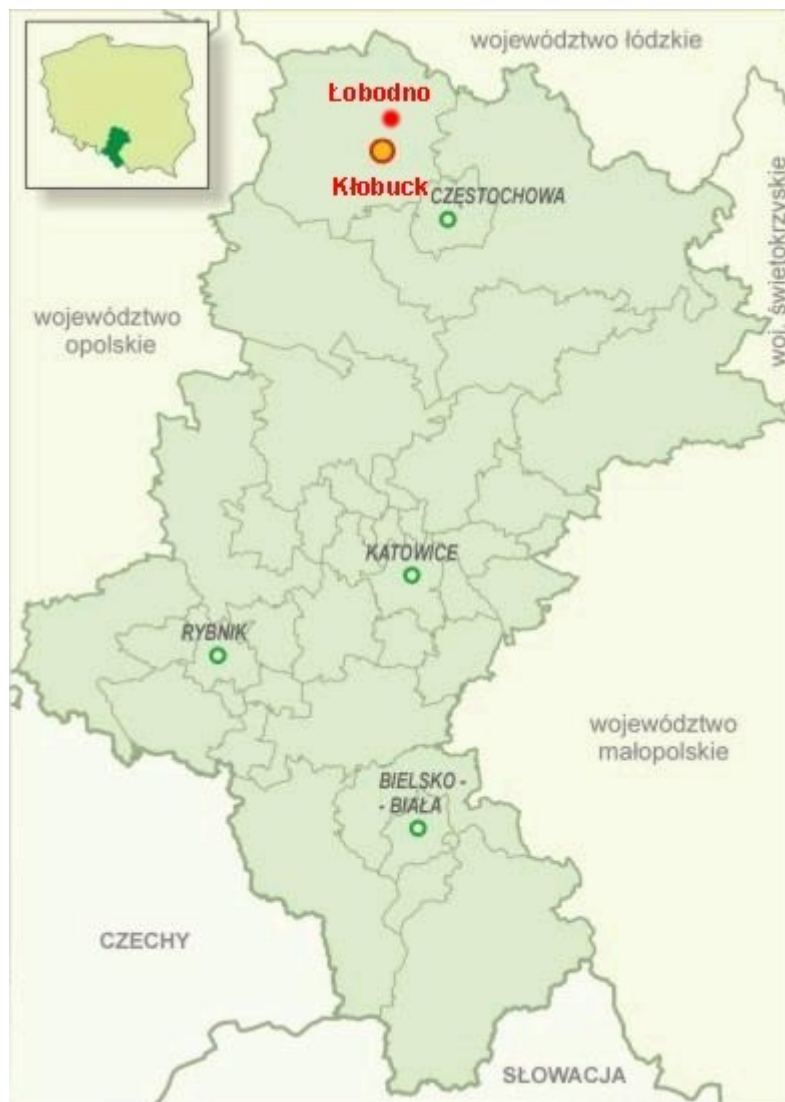 województwo łódzkie
Łobodno
Kłobuck
CZĘSTOCHOWA
woj. świętokrzyskie
województwo
opolskie
KATOWICE
RYBNIK
województwo
małopolskie
BIELSKO -
- BIAŁA
CZECHY
SŁOWACJA